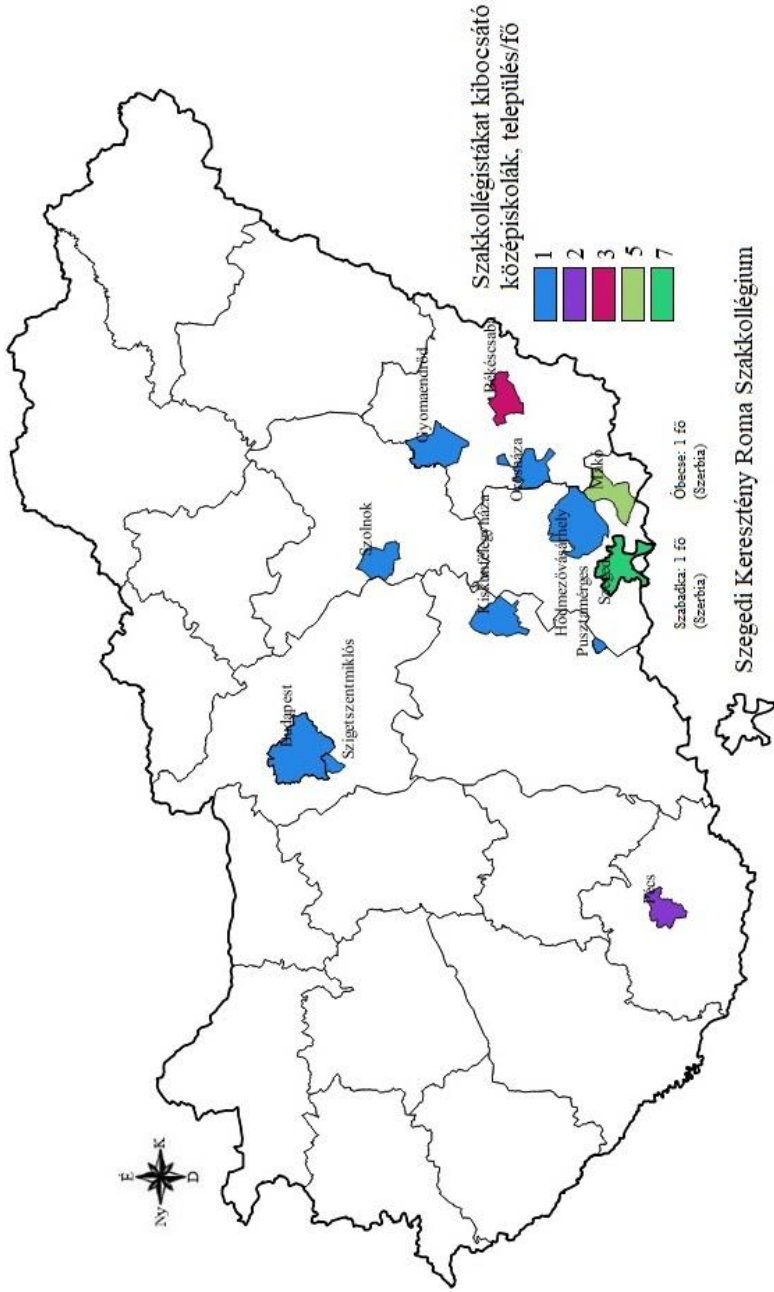 É
Ny
K
D
Budapest
Szigetszentmiklós
Szolnok
Gyomaendrőd
Kiskunfélegyháza
Orosháza
Békéscsaba
Hódmezővásárhely
Pusztamérges
Makó
Szeged
Pécs
Szabadka: 1 fő
(Szerbia)
Óbecse: 1 fő
(Szerbia)
Szakkollégistákat kibocsátó
középiskolák, település/fő
1
2
3
5
7
Szegedi Keresztény Roma Szakkollégium